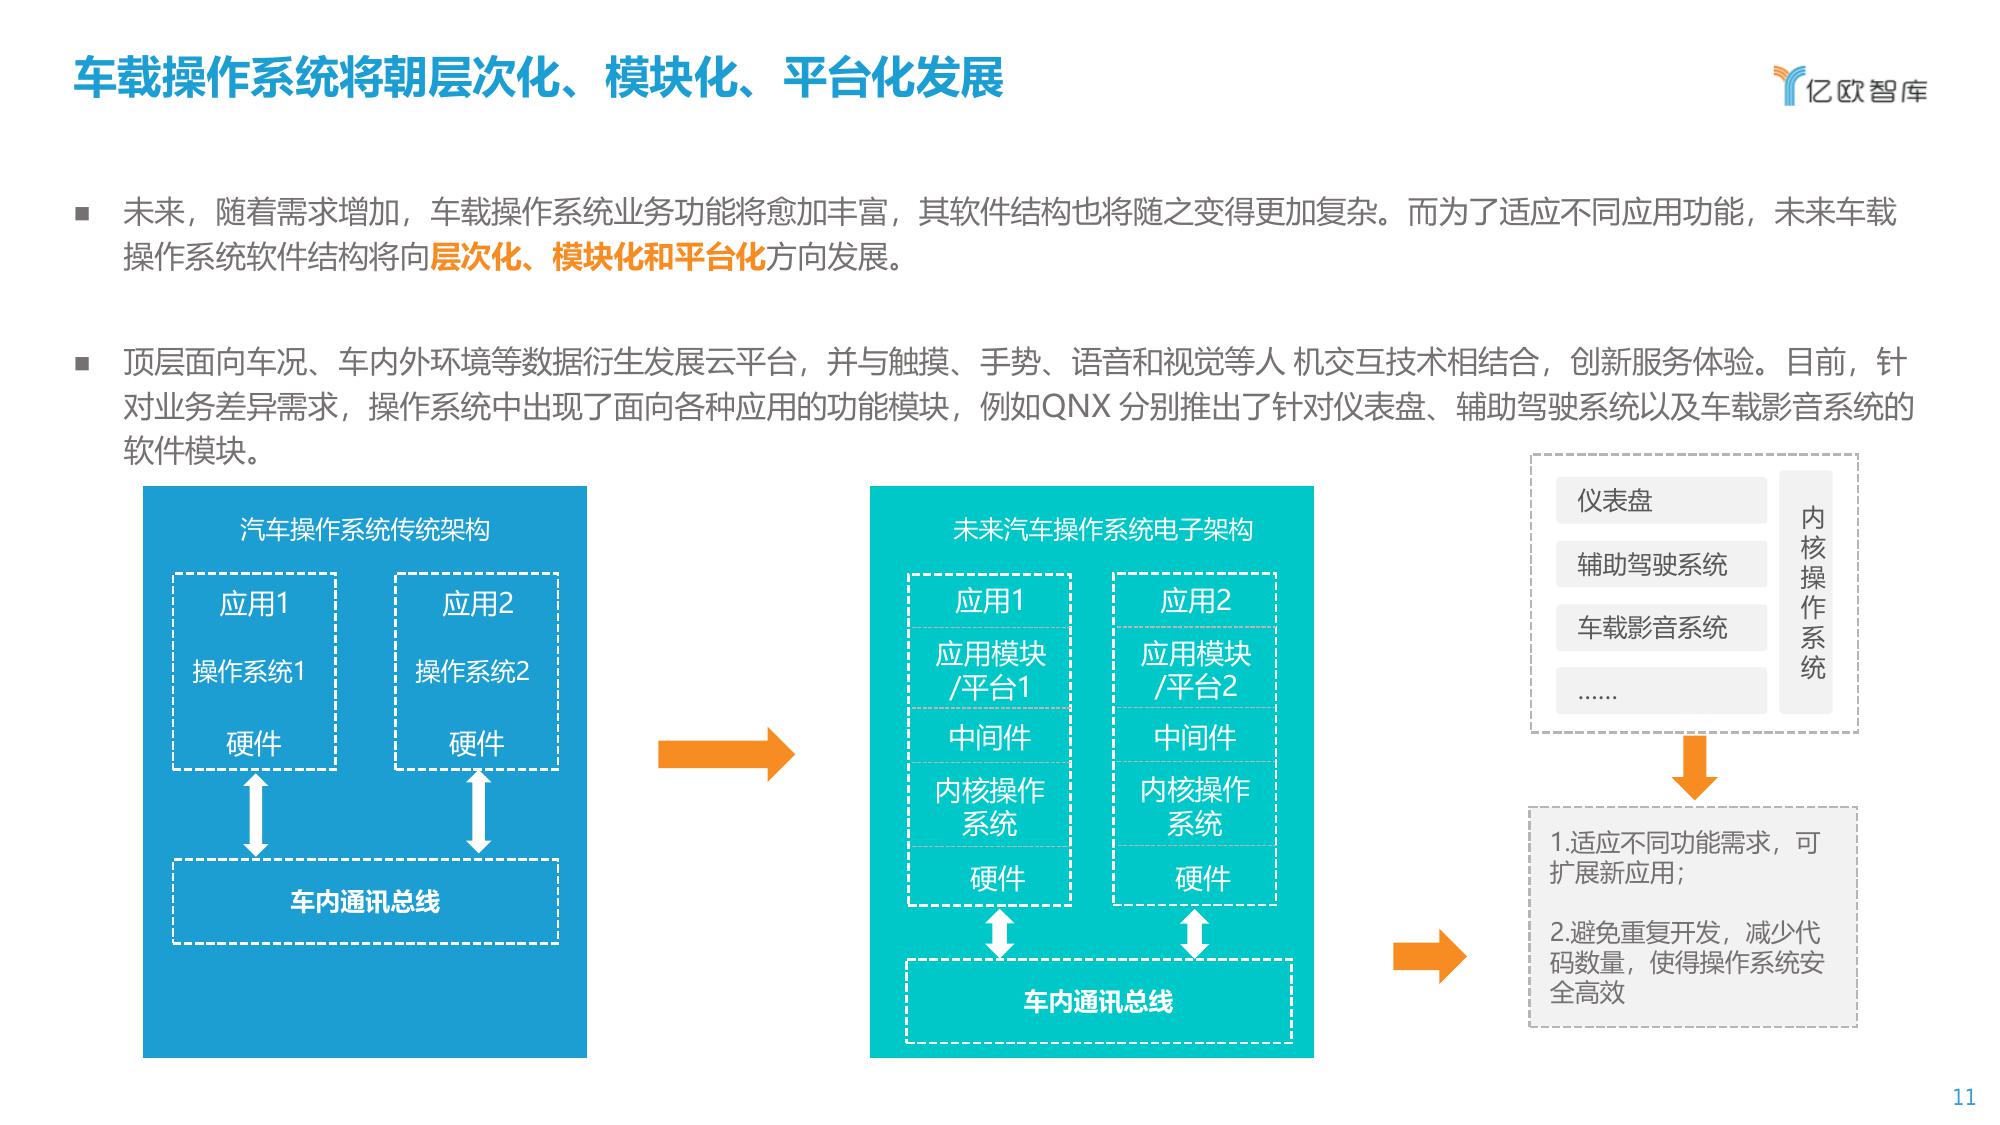 车载操作系统将朝层次化、模块化、平台化发展
亿欧智库
■ 未来，随着需求增加，车载操作系统业务功能将愈加丰富，其软件结构也将随之变得更加复杂。而为了适应不同应用功能，未来车载
操作系统软件结构将向层次化、模块化和平台化方向发展。
■ 顶层面向车况、车内外环境等数据衍生发展云平台，并与触摸、手势、语音和视觉等人 机交互技术相结合，创新服务体验。目前，针
对业务差异需求，操作系统中出现了面向各种应用的功能模块，例如QNX 分别推出了针对仪表盘、辅助驾驶系统以及车载影音系统的
软件模块。
汽车操作系统传统架构
应用1
操作系统1
硬件
应用2
操作系统2
硬件
车内通讯总线
未来汽车操作系统电子架构
应用1
应用模块
/平台1
中间件
内核操作
系统
硬件
应用2
应用模块
/平台2
中间件
内核操作
系统
硬件
车内通讯总线
仪表盘
辅助驾驶系统
车载影音系统
......
内
核
操
作
系
统
1.适应不同功能需求，可
扩展新应用；
2.避免重复开发，减少代
码数量，使得操作系统安
全高效
11